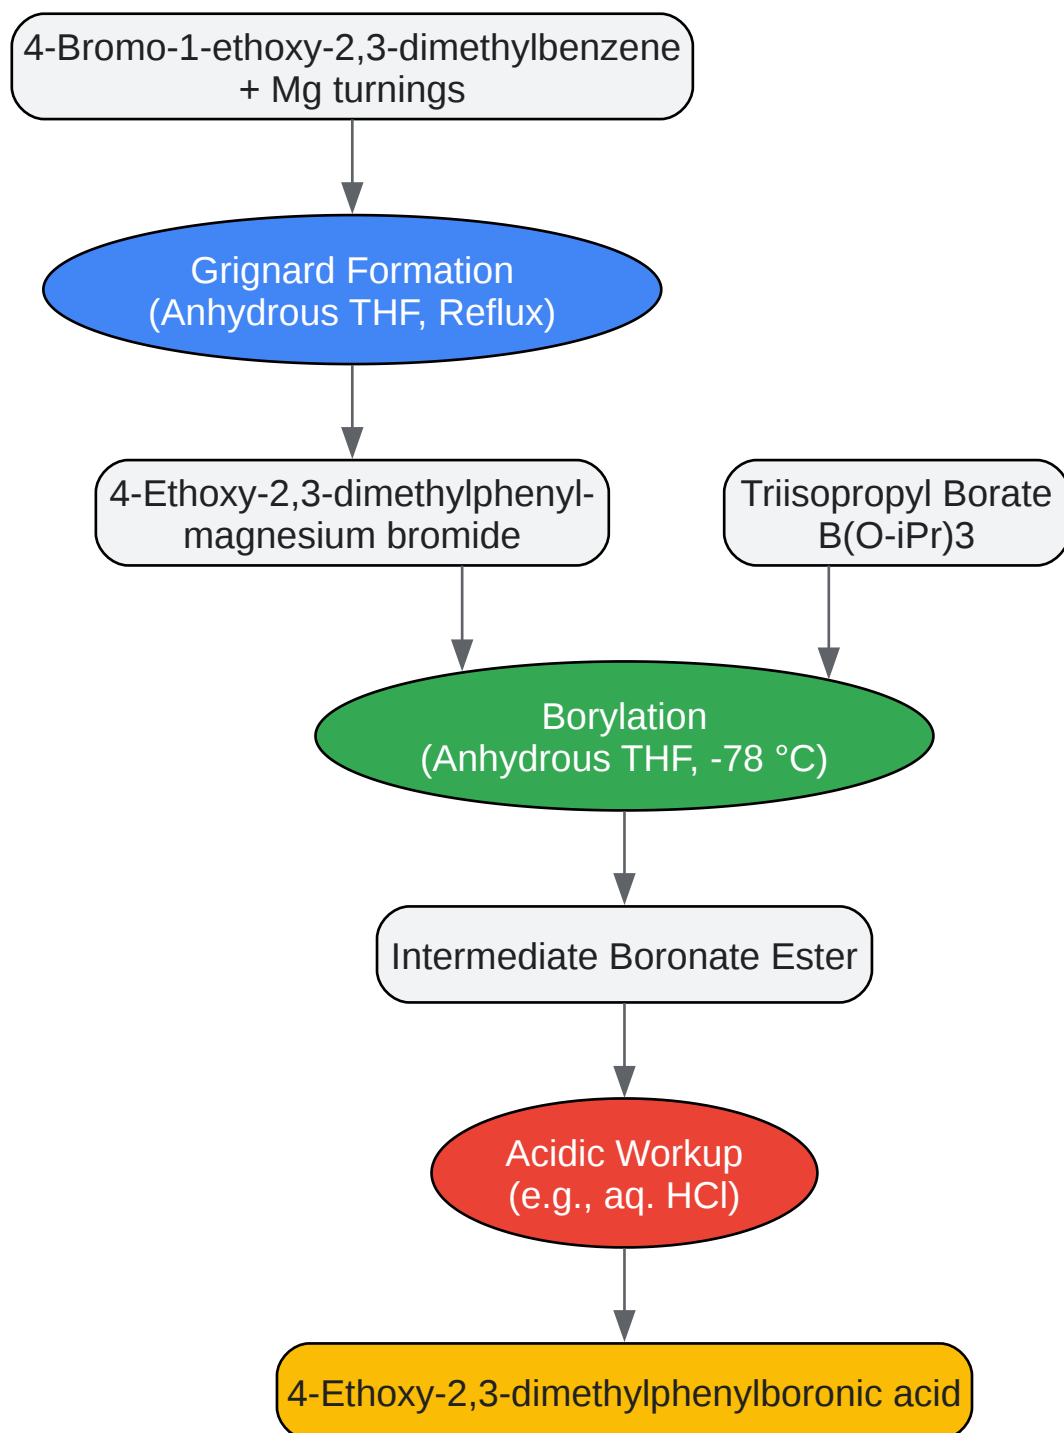 4-Bromo-1-ethoxy-2,3-dimethylbenzene
+ Mg turnings
Grignard Formation
(Anhydrous THF, Reflux)
4-Ethoxy-2,3-dimethylphenyl-
magnesium bromide
Triisopropyl Borate
B(O-iPr)3
Borylation
(Anhydrous THF, -78 °C)
Intermediate Boronate Ester
Acidic Workup
(e.g., aq. HCl)
4-Ethoxy-2,3-dimethylphenylboronic acid